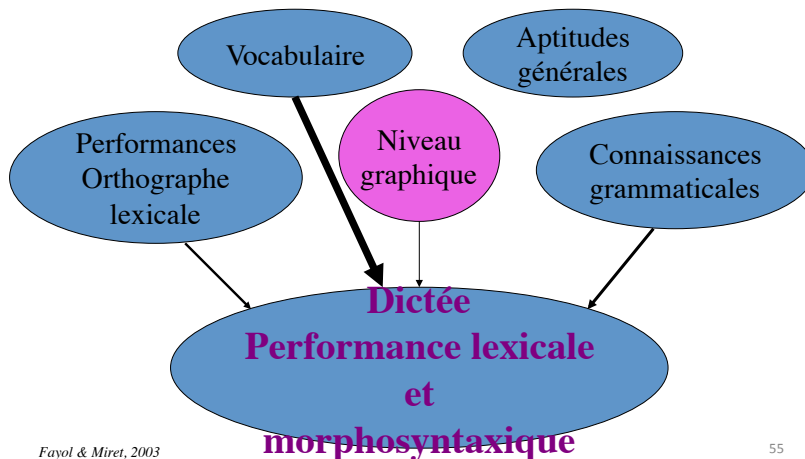 Vocabulaire
Aptitudes
générales
Performances
Orthographe
lexicale
Niveau
graphique
Connaissances
grammaticales
Dictée
Performance lexicale
et
morphosyntaxique
Fayol & Miret, 2003
55